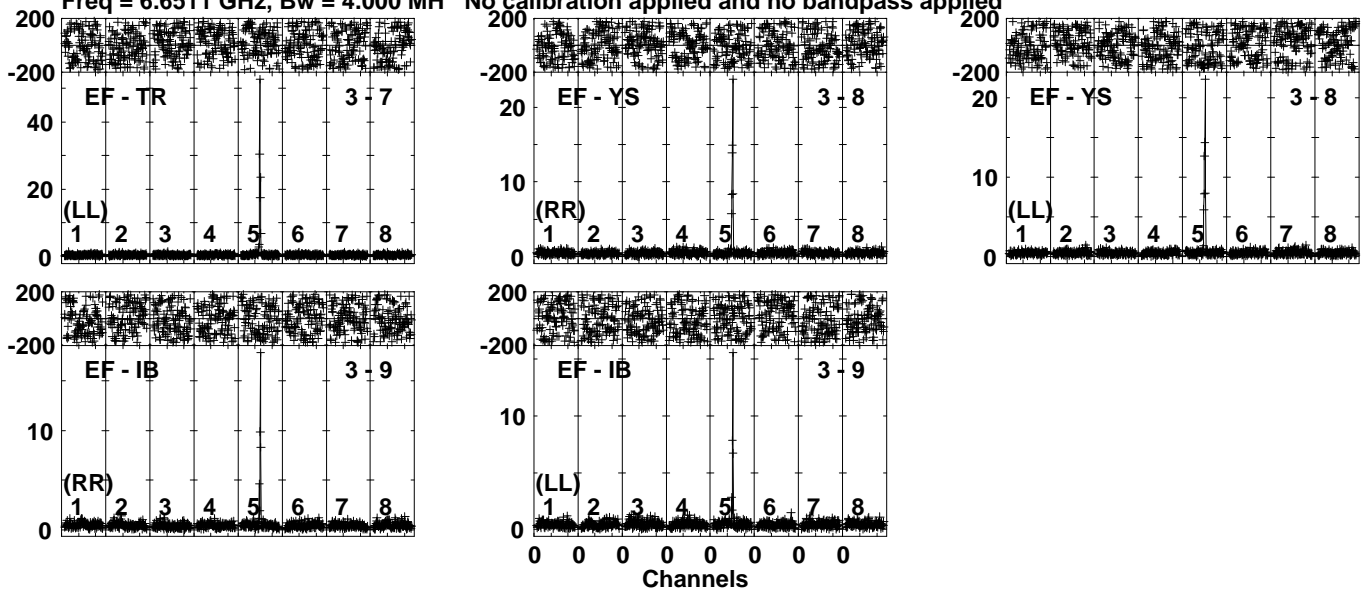 Freq = 6.6511 GHz, Bw = 4.000 MH No calibration applied and no bandpass applied
200 200 200
-200 -200 -200
EF - TR 3 - 7 EF - YS 3 - 8 EF - YS 3 - 8
40 20 20
20 10 10
(LL) (RR) (LL)
1 2 3 4 5 6 7 8 1 2 3 4 5 6 7 8 1 2 3 4 5 6 7 8
0 0 0
200 200
-200 -200
EF - IB 3 - 9 EF - IB 3 - 9
10 10
(RR) (LL)
1 2 3 4 5 6 7 8 1 2 3 4 5 6 7 8
0 0
0 0 0 0 0 0 0 0
Channels